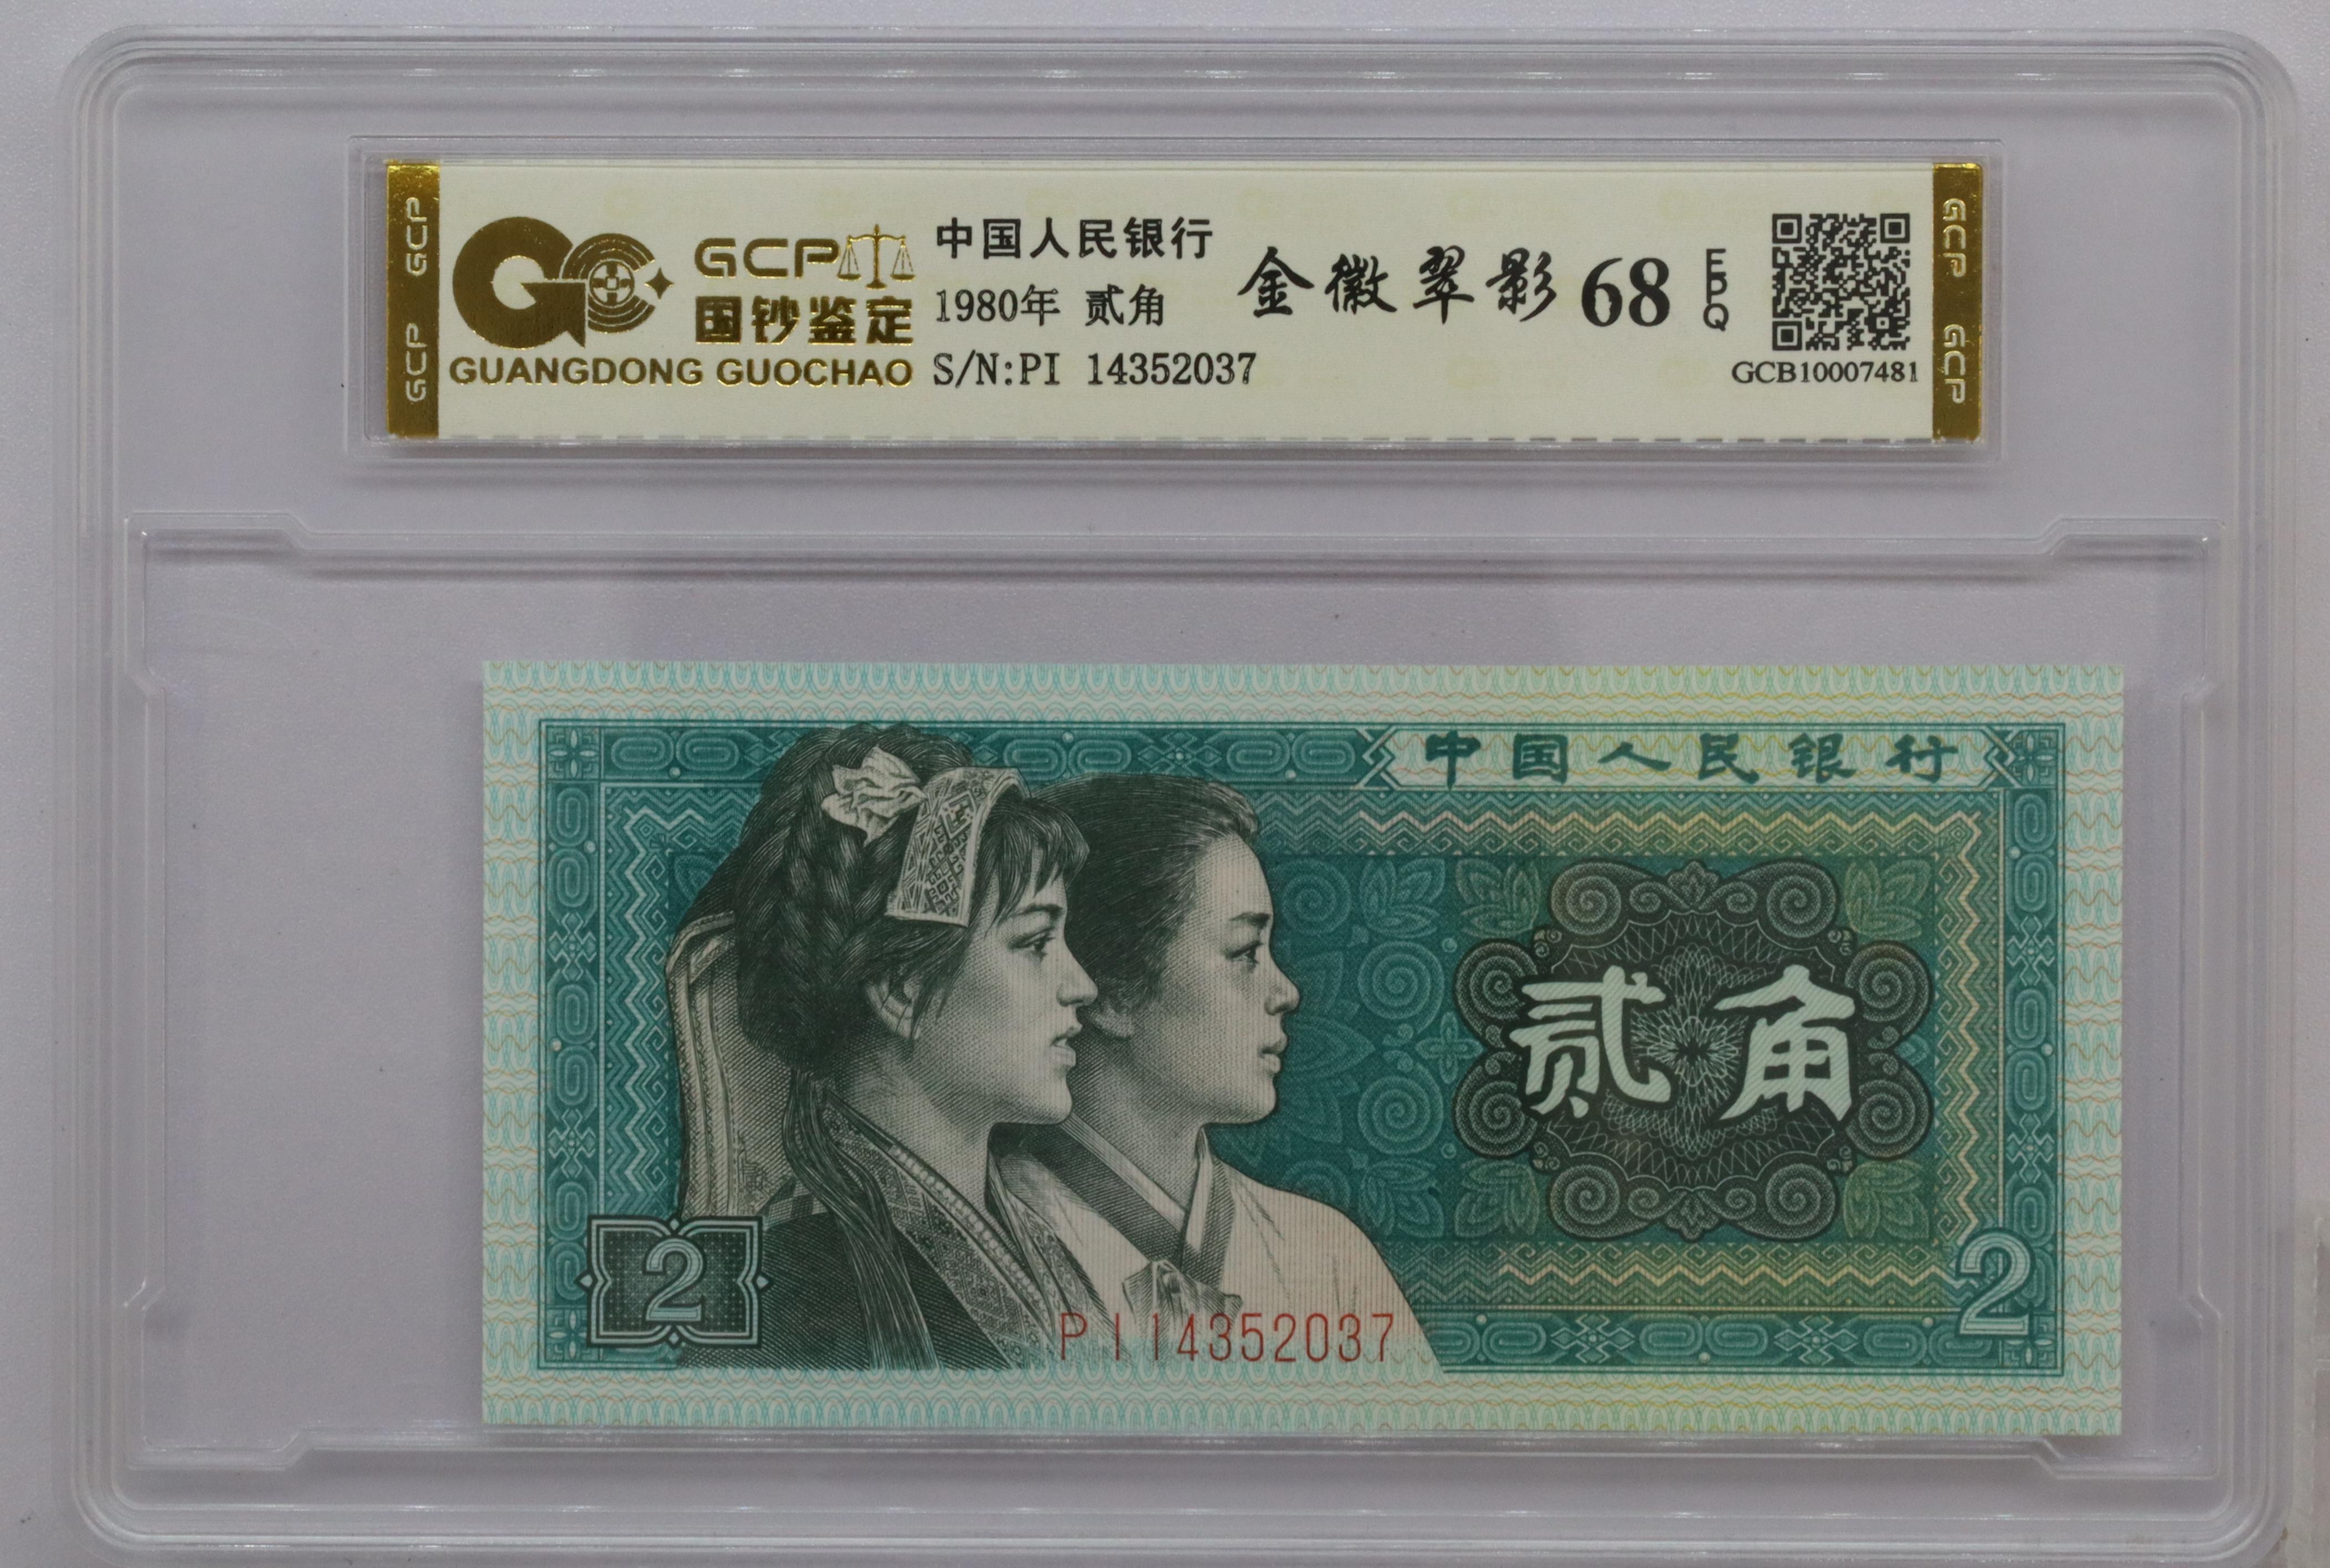 GCP
GCP
GCP
国钞鉴定
GUANGDONG GUOCHAO
中国人民银行
1980年 贰角
S/N:PI 14352037
金徽翠影 68 EPQ
GCB10007481
GCP
GCP
中国人民银行
贰角
2
PI14352037
2